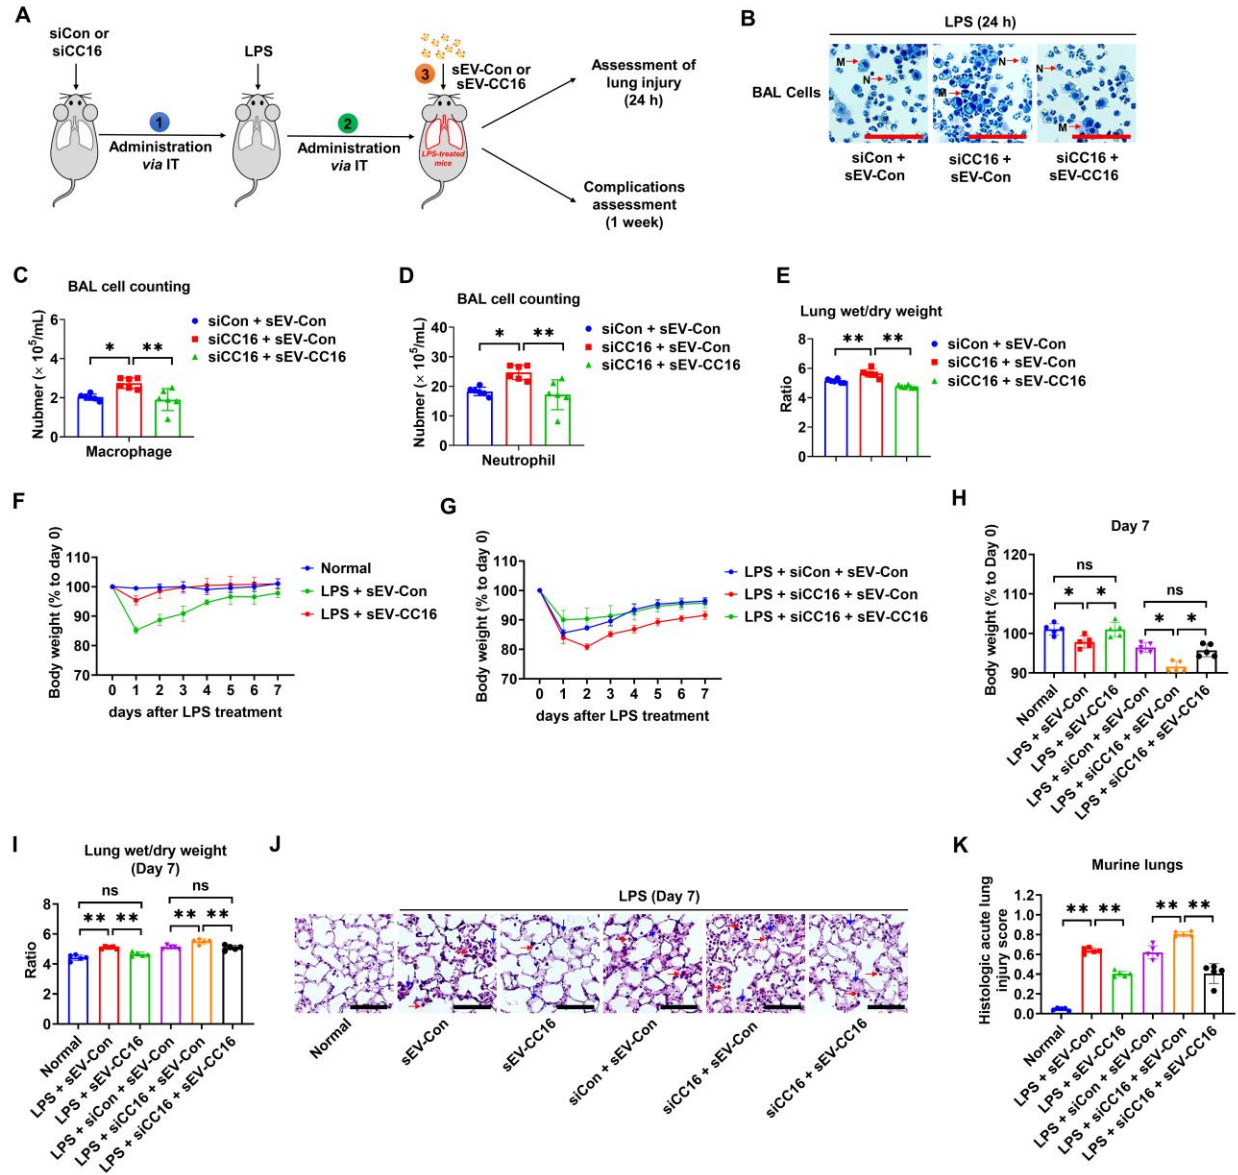 A
siCon or
siCC16
LPS
3
sEV-Con or
sEV-CC16
1
Administration
via IT
2
Administration
via IT
LPS-treated
mice
Assessment of
lung injury
(24 h)
Complications
assessment
(1 week)
B
LPS (24 h)
BAL Cells
M
N
N
M
N
M
siCon +
sEV-Con
siCC16 +
sEV-Con
siCC16 +
sEV-CC16
C
BAL cell counting
Nubmer (× 10⁵/mL)
6
4
2
0
*
**
Macrophage
siCon + sEV-Con
siCC16 + sEV-Con
siCC16 + sEV-CC16
D
BAL cell counting
Nubmer (× 10⁵/mL)
40
30
20
10
0
*
**
Neutrophil
siCon + sEV-Con
siCC16 + sEV-Con
siCC16 + sEV-CC16
E
Lung wet/dry weight
Ratio
8
6
4
2
0
**
**
siCon + sEV-Con
siCC16 + sEV-Con
siCC16 + sEV-CC16
F
Body weight (% to day 0)
110
100
90
80
70
0 1 2 3 4 5 6 7
days after LPS treatment
Normal
LPS + sEV-Con
LPS + sEV-CC16
G
Body weight (% to day 0)
110
100
90
80
70
0 1 2 3 4 5 6 7
days after LPS treatment
LPS + siCon + sEV-Con
LPS + siCC16 + sEV-Con
LPS + siCC16 + sEV-CC16
H
Day 7
Body weight (% to Day 0)
120
110
100
90
ns
*
*
ns
*
*
Normal
LPS + sEV-Con
LPS + sEV-CC16
LPS + siCon + sEV-Con
LPS + siCC16 + sEV-Con
LPS + siCC16 + sEV-CC16
I
Lung wet/dry weight
(Day 7)
Ratio
8
6
4
2
0
ns
**
**
ns
**
**
Normal
LPS + sEV-Con
LPS + sEV-CC16
LPS + siCon + sEV-Con
LPS + siCC16 + sEV-Con
LPS + siCC16 + sEV-CC16
J
LPS (Day 7)
Normal
sEV-Con
sEV-CC16
siCon + sEV-Con
siCC16 + sEV-Con
siCC16 + sEV-CC16
K
Murine lungs
Histologic acute lung
injury score
1.2
1.0
0.8
0.6
0.4
0.2
0.0
**
**
**
**
Normal
LPS + sEV-Con
LPS + sEV-CC16
LPS + siCon + sEV-Con
LPS + siCC16 + sEV-Con
LPS + siCC16 + sEV-CC16